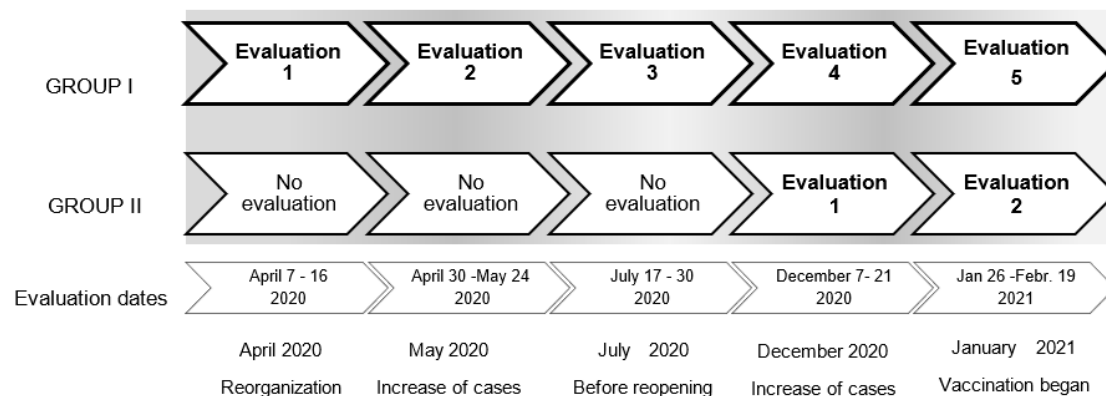 Evaluation
1
Evaluation
2
Evaluation
3
Evaluation
4
Evaluation
5
GROUP I
No
evaluation
No
evaluation
No
evaluation
Evaluation
1
Evaluation
2
GROUP II
April 7 - 16
2020
April 30 -May 24
2020
July 17 - 30
2020
December 7- 21
2020
Jan 26 -Febr. 19
2021
Evaluation dates
April 2020
May 2020
July 2020
December 2020
January 2021
Reorganization
Increase of cases
Before reopening
Increase of cases
Vaccination began